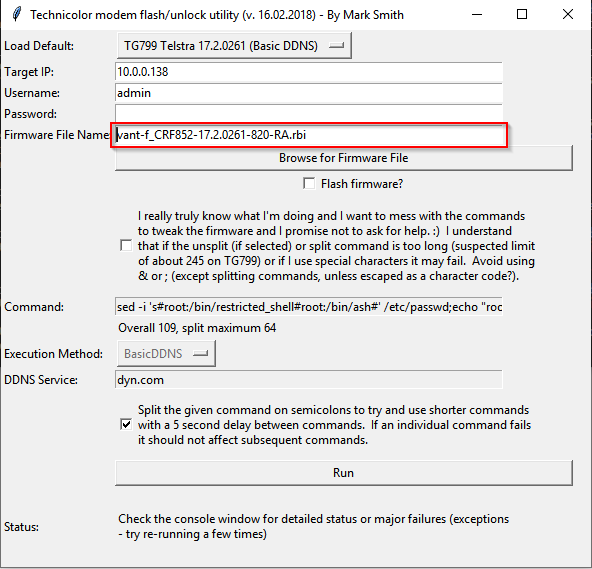 Technicolor modem flash/unlock utility (v. 16.02.2018) - By Mark Smith
Load Default: TG799 Telstra 17.2.0261 (Basic DDNS)
Target IP: 10.0.0.138
Username: admin
Password:
Firmware File Name: vant-f_CRF852-17.2.0261-820-RA.rbi
Browse for Firmware File
Flash firmware?
I really truly know what I'm doing and I want to mess with the commands
to tweak the firmware and I promise not to ask for help. :)  I understand
that if the unsplit (if selected) or split command is too long (suspected limit
of about 245 on TG799) or if I use special characters it may fail.  Avoid using
& or ; (except splitting commands, unless escaped as a character code?).
Command: sed -i 's#root:/bin/restricted_shell#root:/bin/ash#' /etc/passwd;echo "roc
Overall 109, split maximum 64
Execution Method: BasicDDNS
DDNS Service: dyn.com
Split the given command on semicolons to try and use shorter commands
with a 5 second delay between commands.  If an individual command fails
it should not affect subsequent commands.
Run
Status: Check the console window for detailed status or major failures (exceptions
- try re-running a few times)